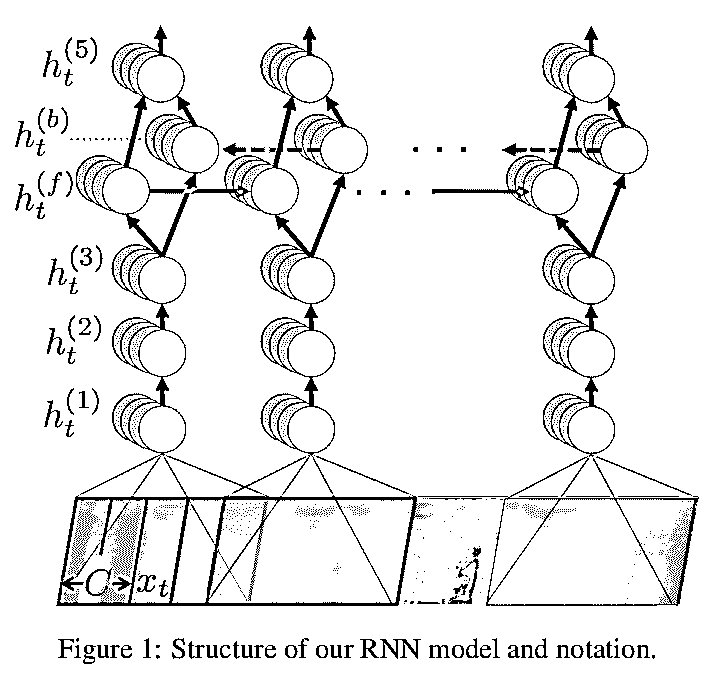 h_t^{(5)}
h_t^{(b)}
h_t^{(f)}
h_t^{(3)}
h_t^{(2)}
h_t^{(1)}
C x_t
Figure 1: Structure of our RNN model and notation.